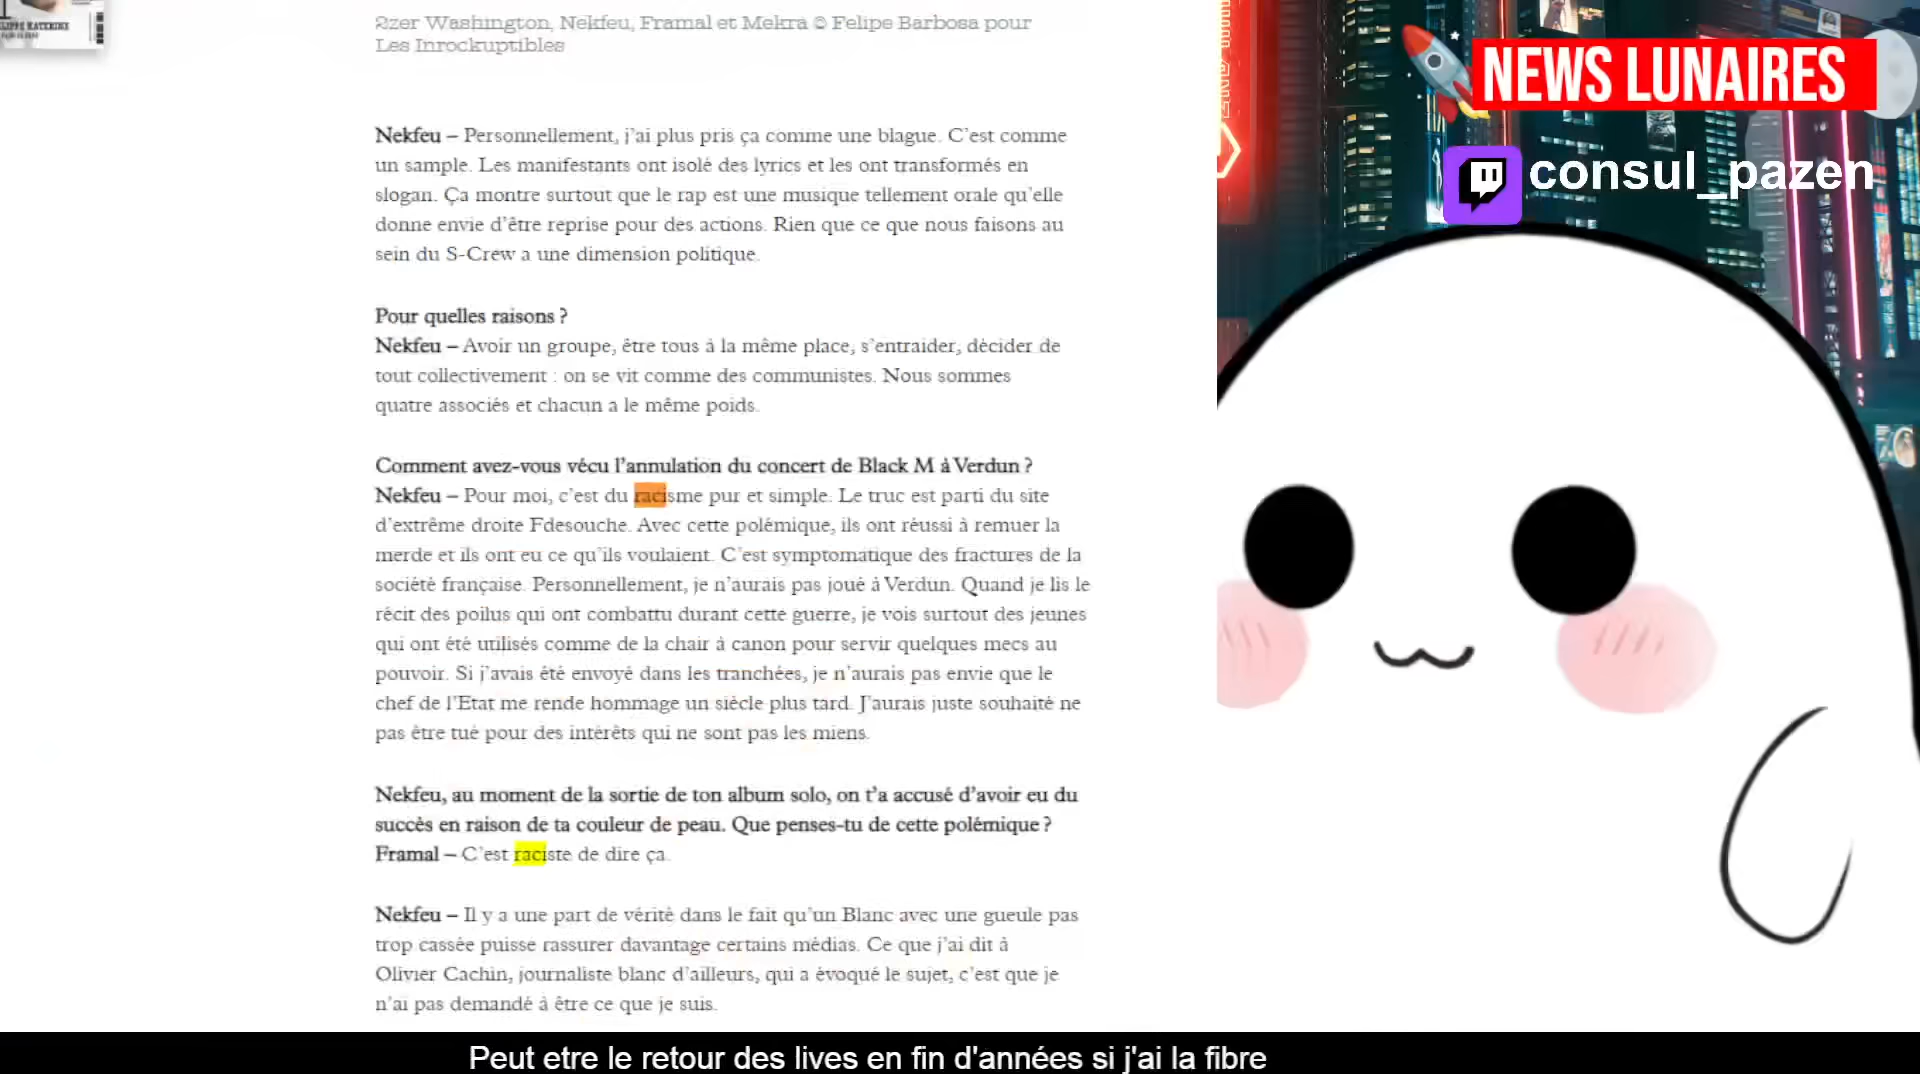 2zer Washington, Nekfeu, Framal et Mekra © Felipe Barbosa pour
Les Inrockuptibles
Nekfeu – Personnellement, j'ai plus pris ça comme une blague. C'est comme
un sample. Les manifestants ont isolé des lyrics et les ont transformés en
slogan. Ça montre surtout que le rap est une musique tellement orale qu'elle
donne envie d'être reprise pour des actions. Rien que ce que nous faisons au
sein du S-Crew a une dimension politique.
Pour quelles raisons ?
Nekfeu – Avoir un groupe, être tous à la même place, s'entraider, décider de
tout collectivement : on se vit comme des communistes. Nous sommes
quatre associés et chacun a le même poids.
Comment avez-vous vécu l'annulation du concert de Black M à Verdun ?
Nekfeu – Pour moi, c'est du racisme pur et simple. Le truc est parti du site
d'extrême droite Fdesouche. Avec cette polémique, ils ont réussi à remuer la
merde et ils ont eu ce qu'ils voulaient. C'est symptomatique des fractures de la
société française. Personnellement, je n'aurais pas joué à Verdun. Quand je lis le
récit des poilus qui ont combattu durant cette guerre, je vois surtout des jeunes
qui ont été utilisés comme de la chair à canon pour servir quelques mecs au
pouvoir. Si j'avais été envoyé dans les tranchées, je n'aurais pas envie que le
chef de l'Etat me rende hommage un siècle plus tard. J'aurais juste souhaité ne
pas être tué pour des intérêts qui ne sont pas les miens.
Nekfeu, au moment de la sortie de ton album solo, on t'a accusé d'avoir eu du
succès en raison de ta couleur de peau. Que penses-tu de cette polémique ?
Framal – C'est raciste de dire ça.
Nekfeu – Il y a une part de vérité dans le fait qu'un Blanc avec une gueule pas
trop cassée puisse rassurer davantage certains médias. Ce que j'ai dit à
Olivier Cachin, journaliste blanc d'ailleurs, qui a évoqué le sujet, c'est que je
n'ai pas demandé à être ce que je suis.
NEWS LUNAIRES
consul_pazen
Peut etre le retour des lives en fin d'années si j'ai la fibre